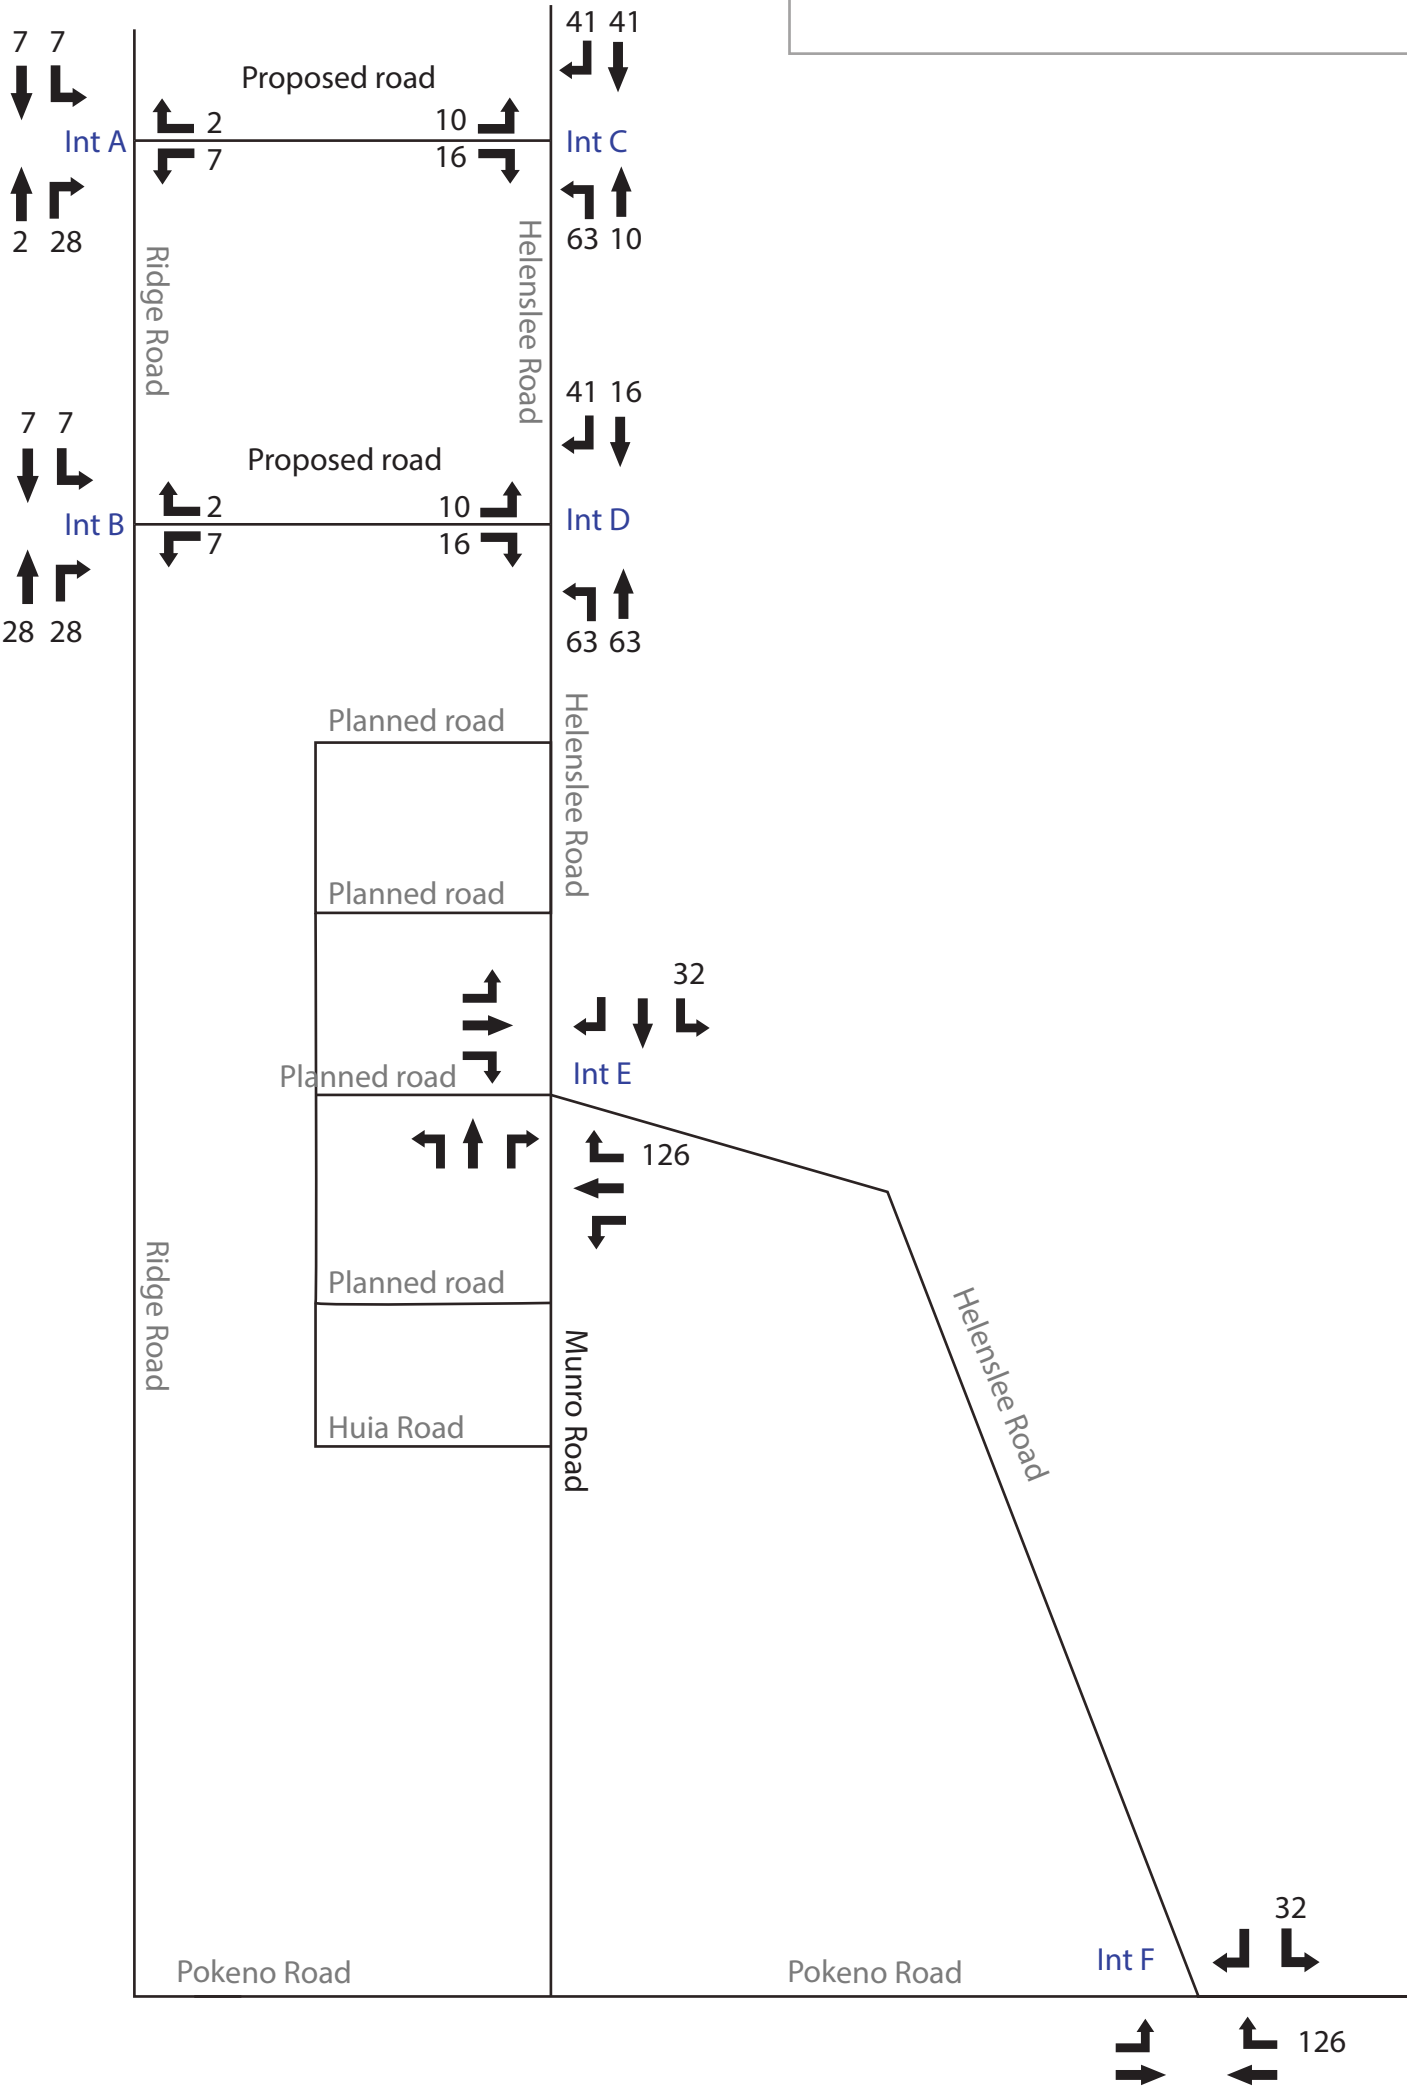 41 41
7 7
Proposed road
2
10
Int A
Int C
7
16
2 28
63 10
Ridge Road
Helenslee Road
41 16
7 7
Proposed road
2
10
Int B
Int D
7
16
28 28
63 63
Planned road
Helenslee Road
Planned road
32
Planned road
Int E
126
Ridge Road
Planned road
Munro Road
Helenslee Road
Huia Road
32
Int F
Pokeno Road
Pokeno Road
126